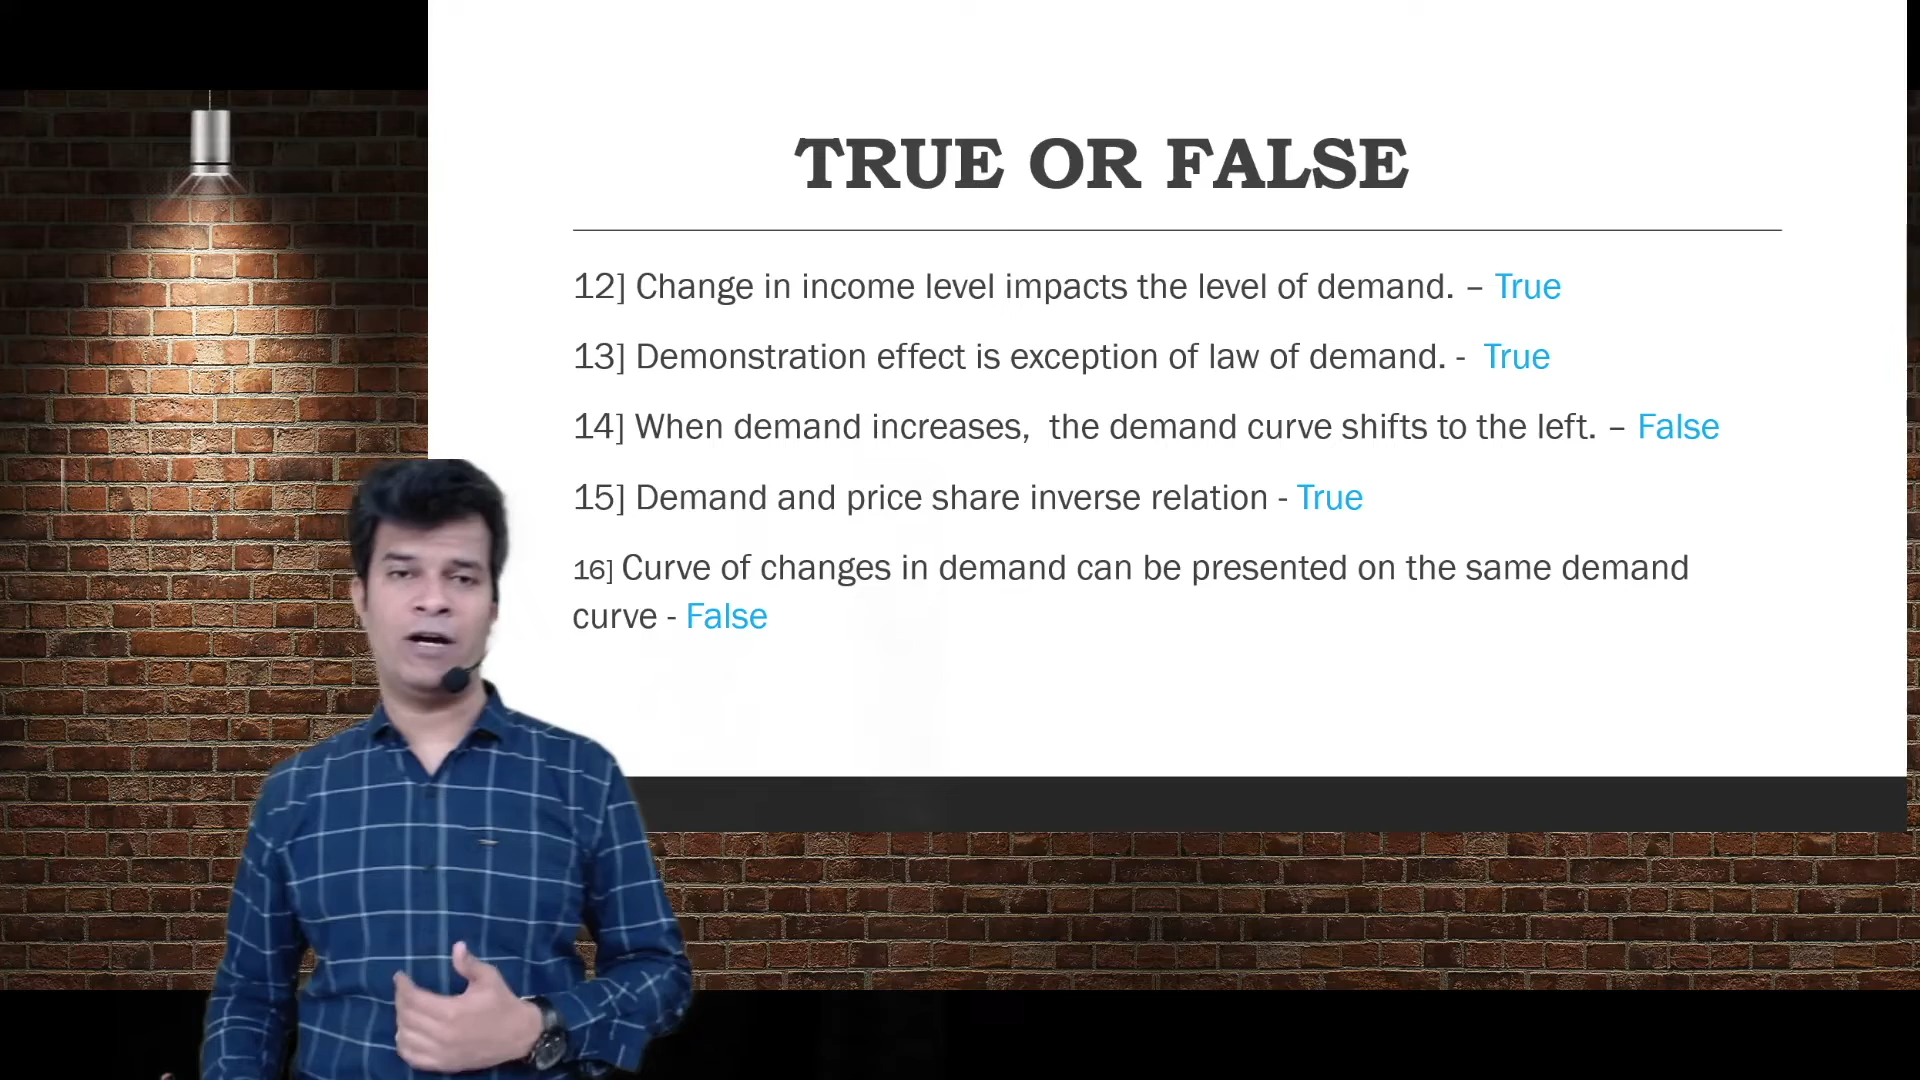 TRUE OR FALSE
12] Change in income level impacts the level of demand. – True
13] Demonstration effect is exception of law of demand. - True
14] When demand increases, the demand curve shifts to the left. – False
15] Demand and price share inverse relation - True
16] Curve of changes in demand can be presented on the same demand
curve - False